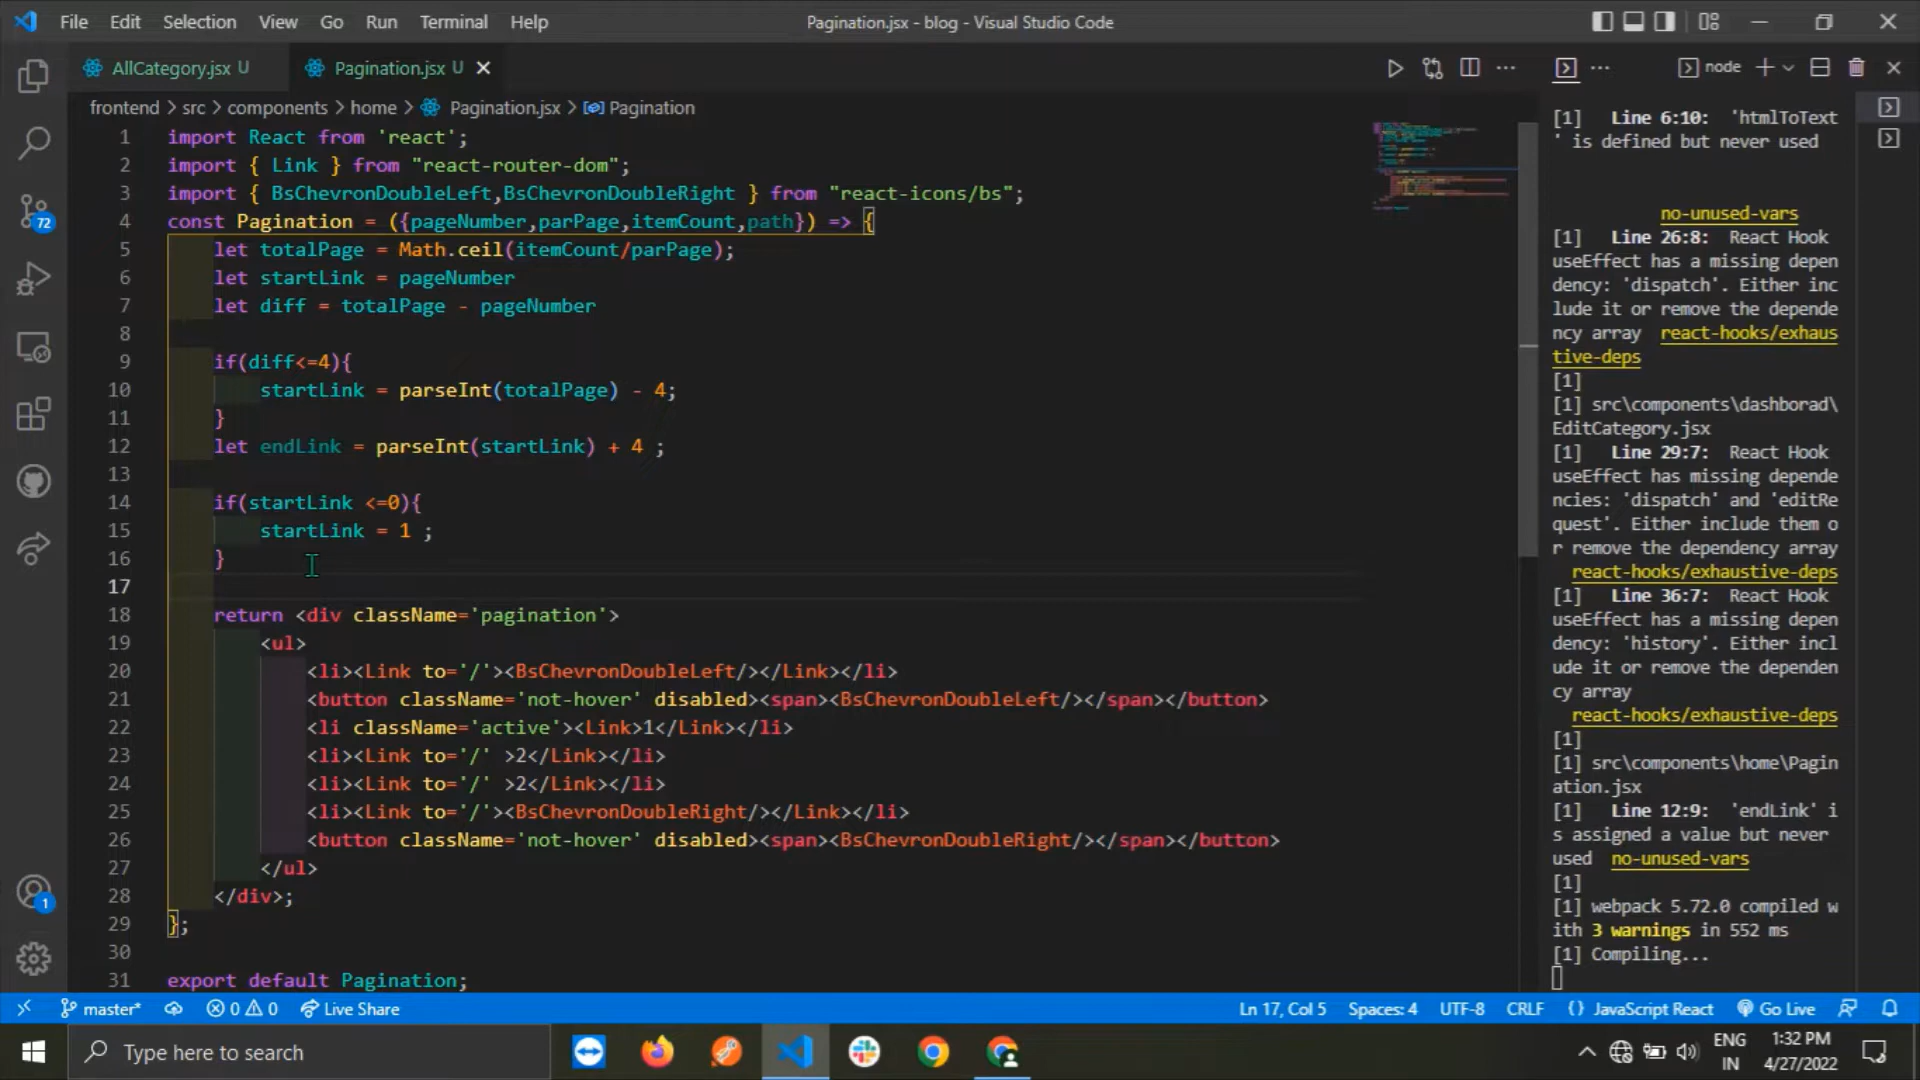 File Edit Selection View Go Run Terminal Help
Pagination.jsx - blog - Visual Studio Code
AllCategory.jsx U
Pagination.jsx U
node
frontend > src > components > home > Pagination.jsx > Pagination
1 import React from 'react';
2 import { Link } from "react-router-dom";
3 import { BsChevronDoubleLeft,BsChevronDoubleRight } from "react-icons/bs";
4 const Pagination = ({pageNumber,parPage,itemCount,path}) => {
5 let totalPage = Math.ceil(itemCount/parPage);
6 let startLink = pageNumber
7 let diff = totalPage - pageNumber
8
9 if(diff<=4){
10 startLink = parseInt(totalPage) - 4;
11 }
12 let endLink = parseInt(startLink) + 4 ;
13
14 if(startLink <=0){
15 startLink = 1 ;
16 }
17
18 return <div className='pagination'>
19 <ul>
20 <li><Link to='/'><BsChevronDoubleLeft/></Link></li>
21 <button className='not-hover' disabled><span><BsChevronDoubleLeft/></span></button>
22 <li className='active'><Link>1</Link></li>
23 <li><Link to='/' >2</Link></li>
24 <li><Link to='/' >2</Link></li>
25 <li><Link to='/'><BsChevronDoubleRight/></Link></li>
26 <button className='not-hover' disabled><span><BsChevronDoubleRight/></span></button>
27 </ul>
28 </div>;
29 };
30
31 export default Pagination;
[1] Line 6:10: 'htmlToText
' is defined but never used
no-unused-vars
[1] Line 26:8: React Hook
useEffect has a missing depen
dency: 'dispatch'. Either inc
lude it or remove the depende
ncy array react-hooks/exhaus
tive-deps
[1]
[1] src\components\dashborad\
EditCategory.jsx
[1] Line 29:7: React Hook
useEffect has missing depende
ncies: 'dispatch' and 'editRe
quest'. Either include them o
r remove the dependency array
react-hooks/exhaustive-deps
[1] Line 36:7: React Hook
useEffect has a missing depen
dency: 'history'. Either incl
ude it or remove the dependen
cy array
react-hooks/exhaustive-deps
[1]
[1] src\components\home\Pagin
ation.jsx
[1] Line 12:9: 'endLink' i
s assigned a value but never
used no-unused-vars
[1]
[1] webpack 5.72.0 compiled w
ith 3 warnings in 552 ms
[1] Compiling...
72
1
master* 0 0 Live Share
Ln 17, Col 5 Spaces: 4 UTF-8 CRLF {} JavaScript React Go Live
Type here to search
ENG
IN
1:32 PM
4/27/2022